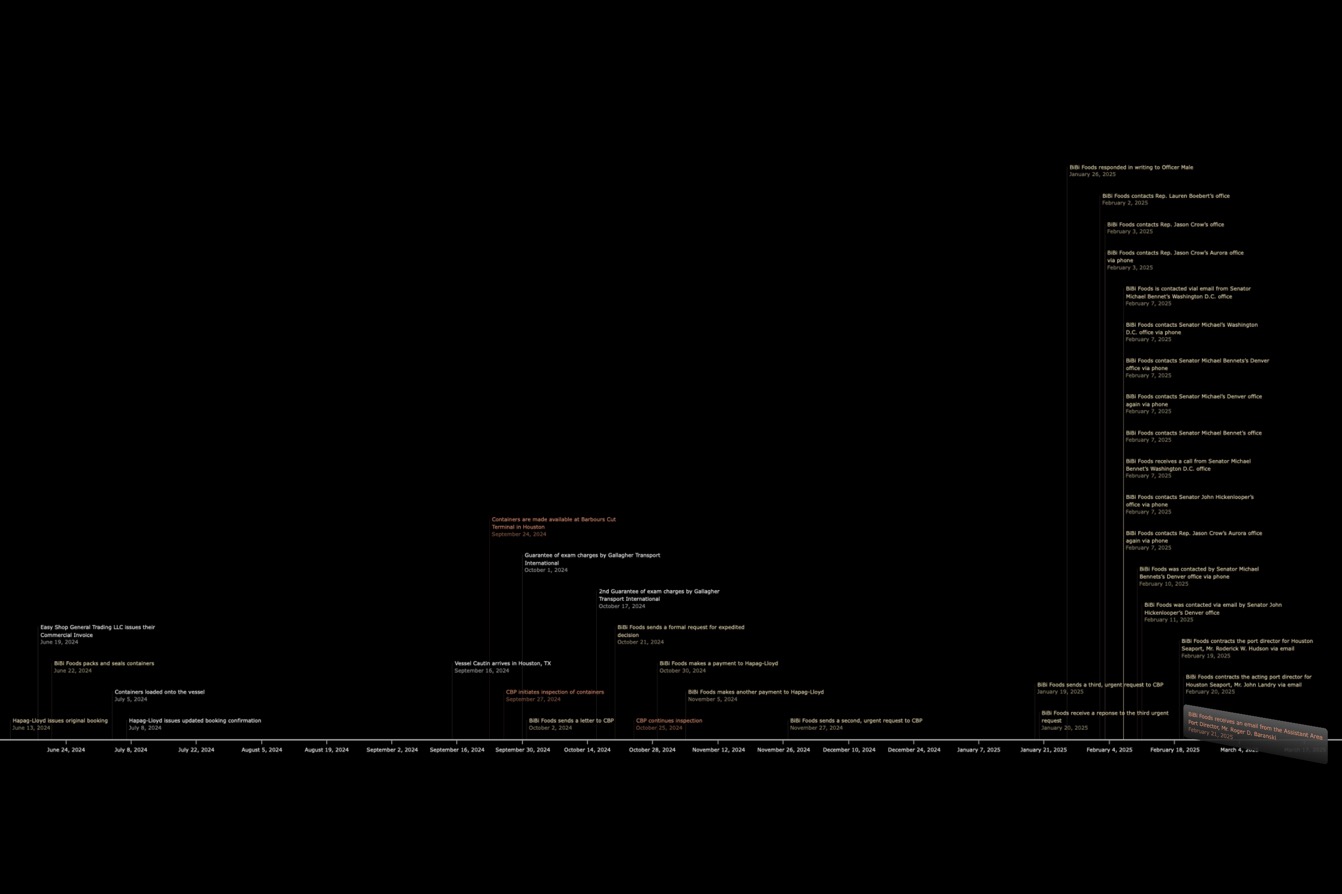 BiBi Foods responded in writing to Officer Male
January 26, 2025
BiBi Foods contacts Rep. Lauren Boebert's office
February 2, 2025
BiBi Foods contacts Rep. Jason Crow's office
February 3, 2025
BiBi Foods contacts Rep. Jason Crow's Aurora office
via phone
February 3, 2025
BiBi Foods is contacted vial email from Senator
Michael Bennet's Washington D.C. office
February 7, 2025
BiBi Foods contacts Senator Michael's Washington
D.C. office via phone
February 7, 2025
BiBi Foods contacts Senator Michael Bennets's Denver
office via phone
February 7, 2025
BiBi Foods contacts Senator Michael's Denver office
again via phone
February 7, 2025
BiBi Foods contacts Senator Michael Bennet's office
February 7, 2025
BiBi Foods receives a call from Senator Michael
Bennet's Washington D.C. office
February 7, 2025
BiBi Foods contacts Senator John Hickenlooper's
office via phone
February 7, 2025
BiBi Foods contacts Rep. Jason Crow's Aurora office
again via phone
February 7, 2025
BiBi Foods was contacted by Senator Michael
Bennets's Denver office via phone
February 10, 2025
BiBi Foods was contacted via email by Senator John
Hickenlooper's Denver office
February 11, 2025
BiBi Foods contracts the port director for Houston
Seaport, Mr. Roderick W. Hudson via email
February 19, 2025
BiBi Foods contracts the acting port director for
Houston Seaport, Mr. John Landry via email
February 20, 2025
BiBi Foods receives an email from the Assistant Area
Port Director, Mr. Roger D. Baranski
February 21, 2025
Containers are made available at Barbours Cut
Terminal in Houston
September 24, 2024
Guarantee of exam charges by Gallagher Transport
International
October 1, 2024
2nd Guarantee of exam charges by Gallagher
Transport International
October 17, 2024
BiBi Foods sends a formal request for expedited
decision
October 21, 2024
Easy Shop General Trading LLC issues their
Commercial Invoice
June 19, 2024
BiBi Foods packs and seals containers
June 22, 2024
Containers loaded onto the vessel
July 5, 2024
Hapag-Lloyd issues original booking
June 13, 2024
Hapag-Lloyd issues updated booking confirmation
July 8, 2024
Vessel Cautin arrives in Houston, TX
September 16, 2024
CBP initiates inspection of containers
September 27, 2024
BiBi Foods sends a letter to CBP
October 2, 2024
BiBi Foods makes a payment to Hapag-Lloyd
October 30, 2024
BiBi Foods makes another payment to Hapag-Lloyd
November 5, 2024
CBP continues inspection
October 25, 2024
BiBi Foods sends a second, urgent request to CBP
November 27, 2024
BiBi Foods sends a third, urgent request to CBP
January 19, 2025
BiBi Foods receive a reponse to the third urgent
request
January 20, 2025
June 24, 2024
July 8, 2024
July 22, 2024
August 5, 2024
August 19, 2024
September 2, 2024
September 16, 2024
September 30, 2024
October 14, 2024
October 28, 2024
November 12, 2024
November 26, 2024
December 10, 2024
December 24, 2024
January 7, 2025
January 21, 2025
February 4, 2025
February 18, 2025
March 4,